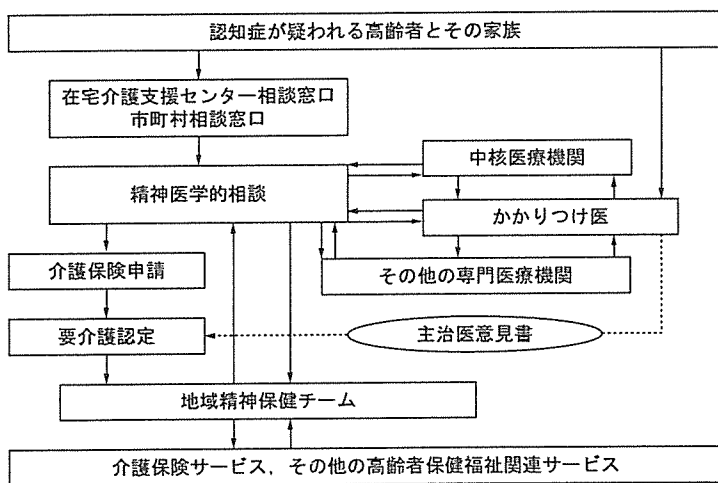 認知症が疑われる高齢者とその家族
在宅介護支援センター相談窓口
市町村相談窓口
中核医療機関
精神医学的相談
かかりつけ医
介護保険申請
その他の専門医療機関
要介護認定
主治医意見書
地域精神保健チーム
介護保険サービス，その他の高齢者保健福祉関連サービス